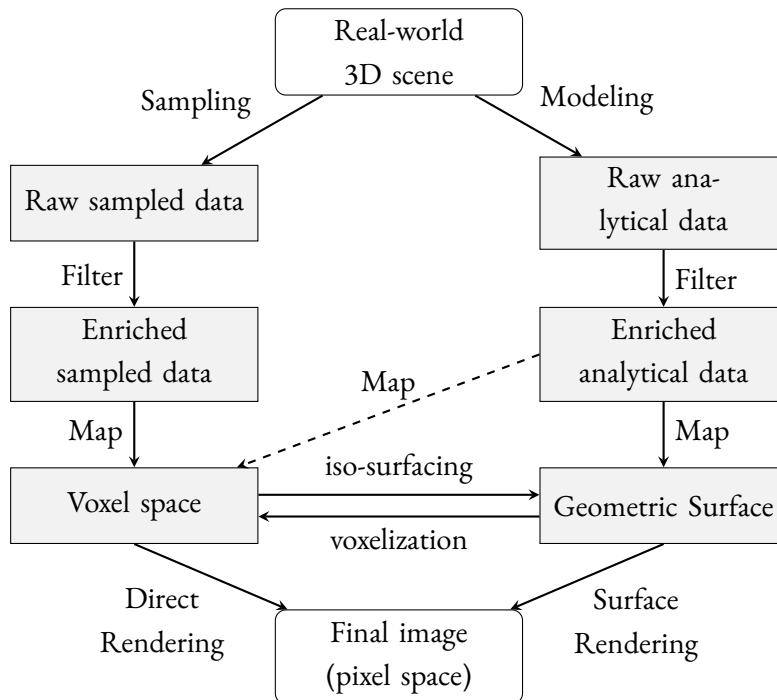 Real-world
3D scene
Sampling
Modeling
Raw sampled data
Raw ana-
lytical data
Filter
Filter
Enriched
sampled data
Enriched
analytical data
Map
Map
Map
iso-surfacing
Voxel space
Geometric Surface
voxelization
Direct
Rendering
Surface
Rendering
Final image
(pixel space)